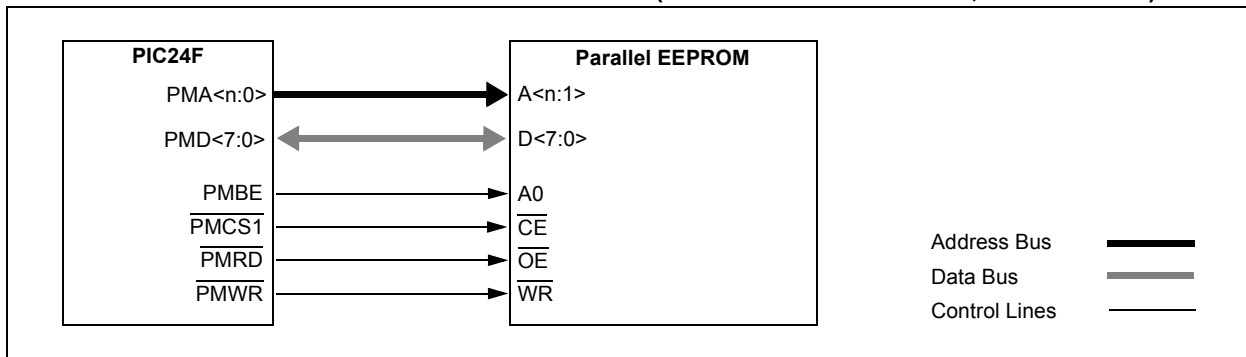 PIC24F
Parallel EEPROM
PMA<n:0>
A<n:1>
PMD<7:0>
D<7:0>
PMBE
A0
PMCS1
CE
PMRD
OE
PMWR
WR
Address Bus
Data Bus
Control Lines